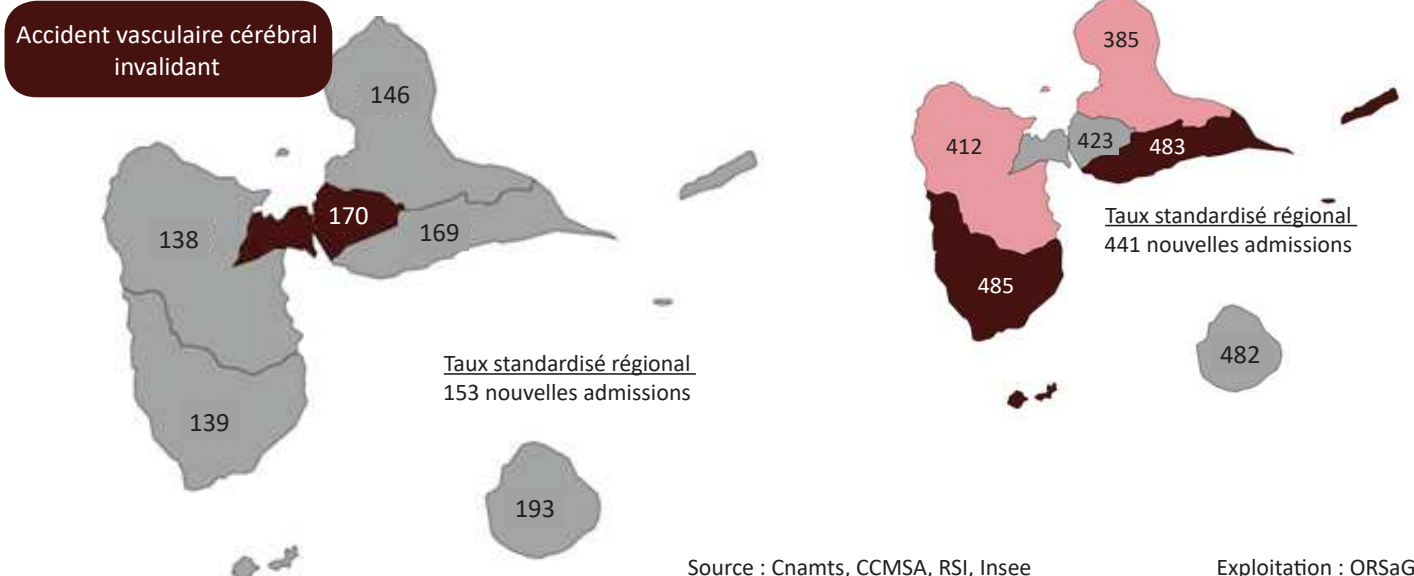 Accident vasculaire cérébral
invalidant
146
138
170
169
139
193
Taux standardisé régional
153 nouvelles admissions
385
412
423
483
485
482
Taux standardisé régional
441 nouvelles admissions
Source : Cnamts, CCMSA, RSI, Insee
Exploitation : ORSaG